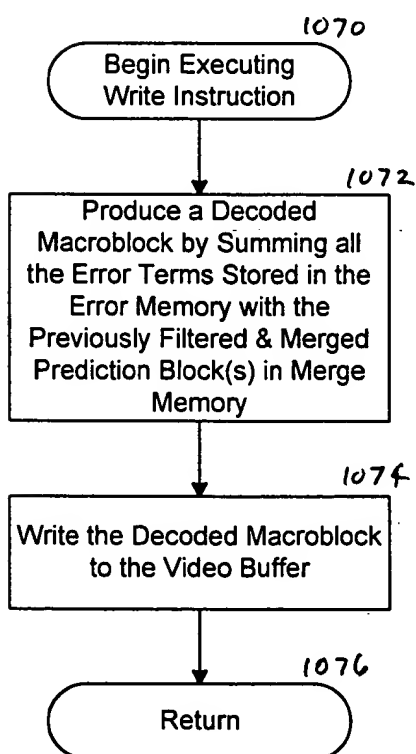 1070
Begin Executing
Write Instruction
1072
Produce a Decoded
Macroblock by Summing all
the Error Terms Stored in the
Error Memory with the
Previously Filtered & Merged
Prediction Block(s) in Merge
Memory
1074
Write the Decoded Macroblock
to the Video Buffer
1076
Return